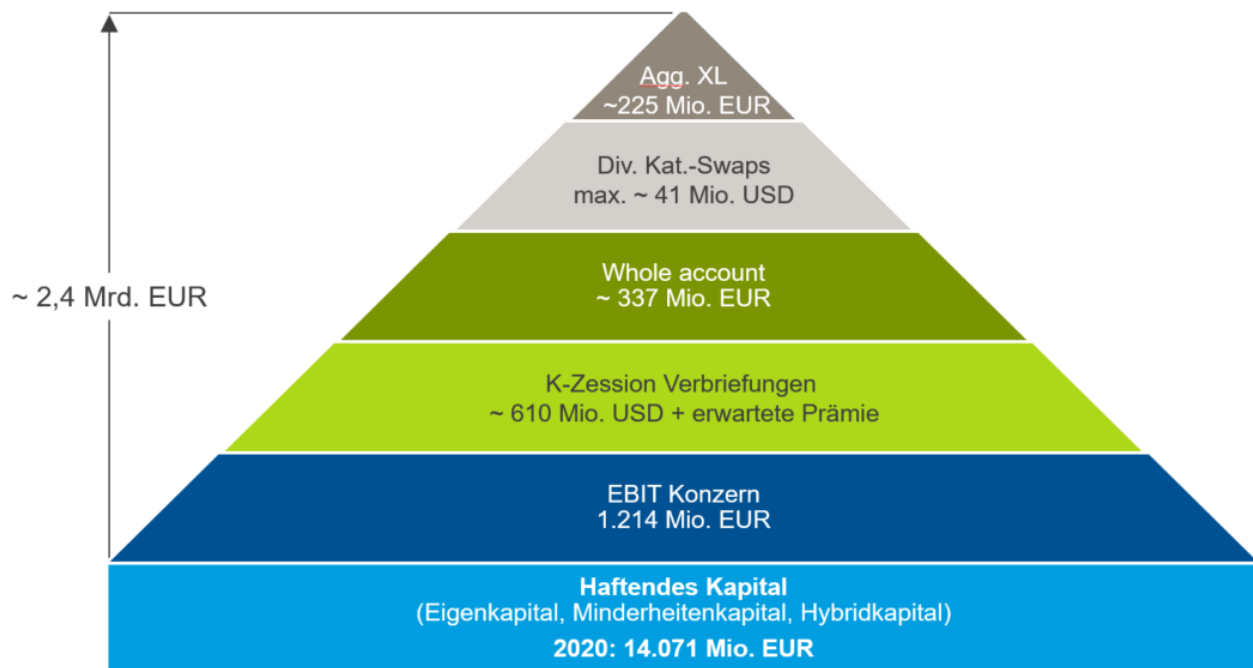 Agg. XL
~225 Mio. EUR
Div. Kat.-Swaps
max. ~ 41 Mio. USD
Whole account
~ 337 Mio. EUR
~ 2,4 Mrd. EUR
K-Zession Verbriefungen
~ 610 Mio. USD + erwartete Prämie
EBIT Konzern
1.214 Mio. EUR
Haftendes Kapital
(Eigenkapital, Minderheitenkapital, Hybridkapital)
2020: 14.071 Mio. EUR